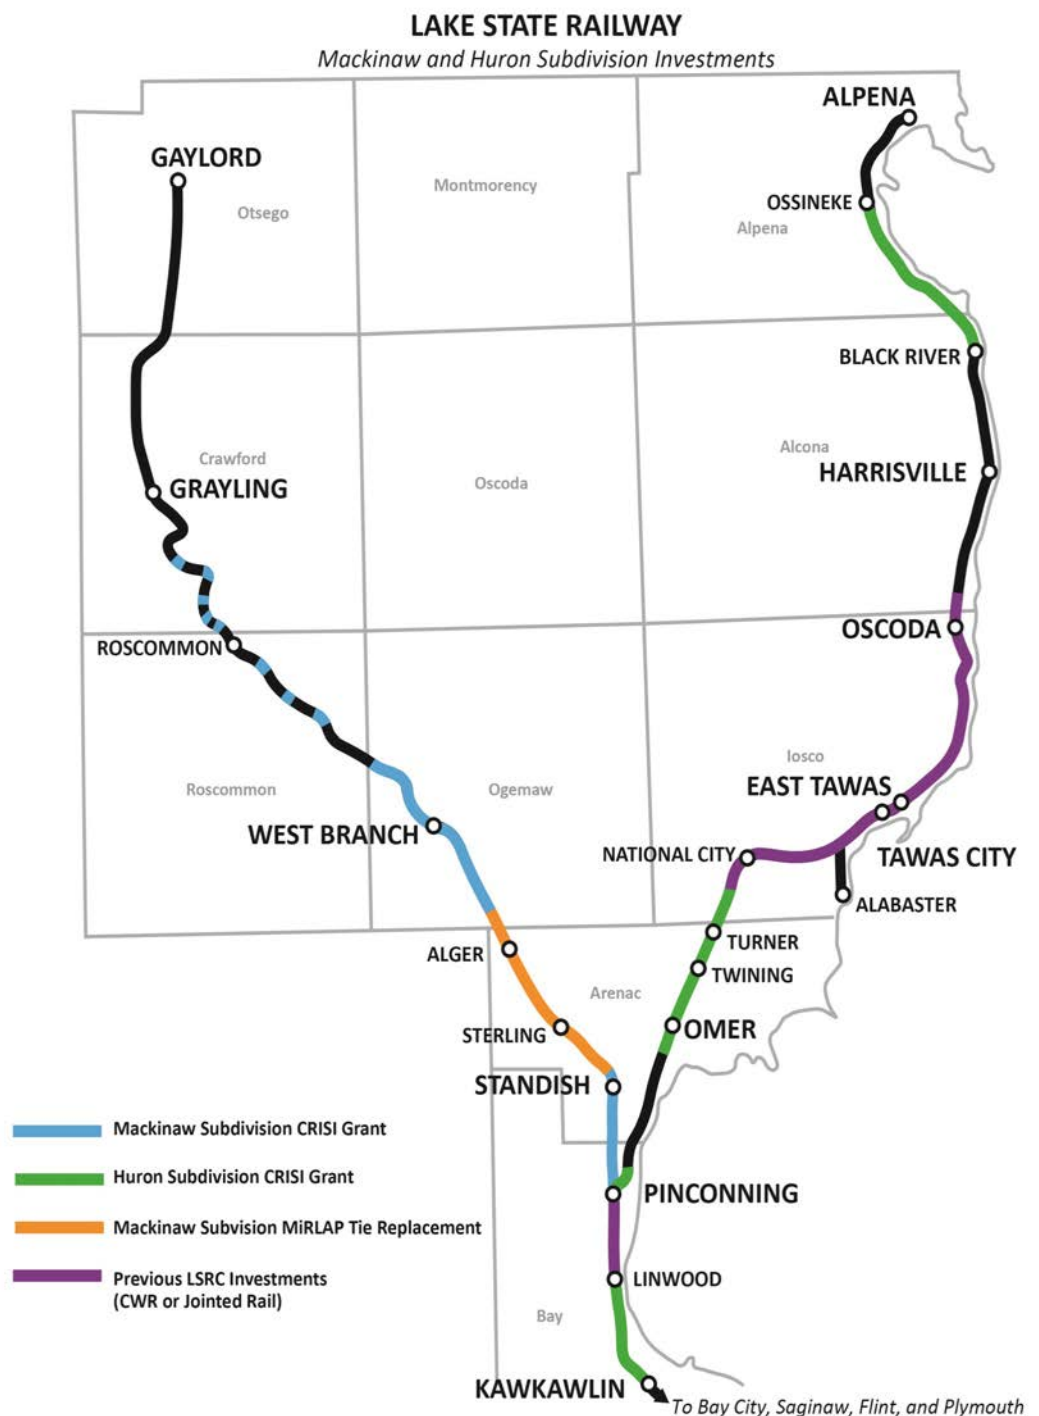 LAKE STATE RAILWAY
Mackinaw and Huron Subdivision Investments
ALPENA
GAYLORD
Montmorency
OSSINEKE
Otsego
Alpena
BLACK RIVER
Alcona
Crawford
HARRISVILLE
GRAYLING
Oscoda
OSCODA
ROSCOMMON
Iosco
EAST TAWAS
Roscommon
Ogemaw
WEST BRANCH
NATIONAL CITY
TAWAS CITY
ALABASTER
TURNER
ALGER
TWINING
Arenac
OMER
STERLING
STANDISH
Mackinaw Subdivision CRISI Grant
Huron Subdivision CRISI Grant
PINCONNING
Mackinaw Subvision MiRLAP Tie Replacement
Previous LSRC Investments
(CWR or Jointed Rail)
LINWOOD
Bay
KAWKAWLIN
To Bay City, Saginaw, Flint, and Plymouth